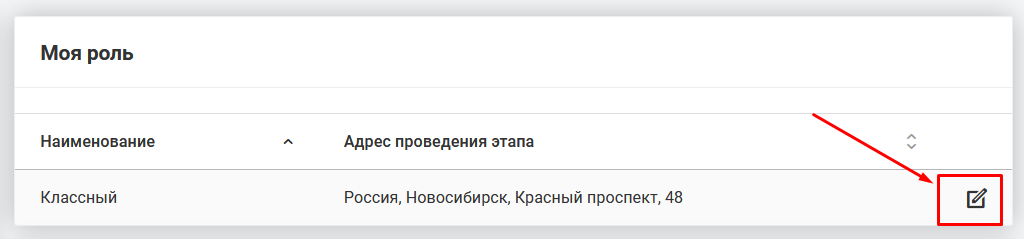 Моя роль
Наименование Адрес проведения этапа
Классный Россия, Новосибирск, Красный проспект, 48